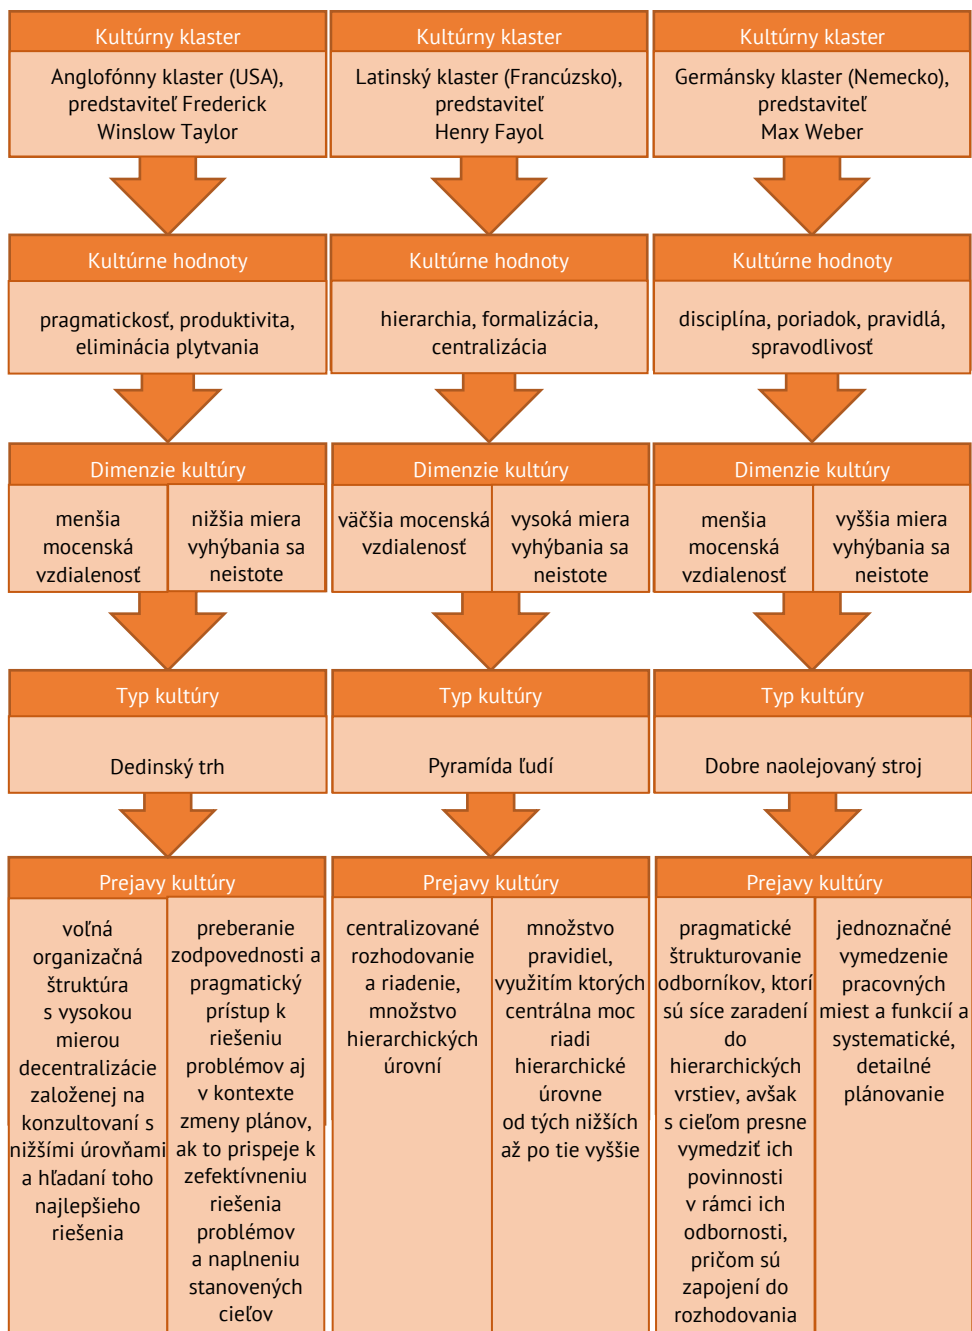 Kultúrny klaster
Anglofónny klaster (USA),
predstaviteľ Frederick
Winslow Taylor
Kultúrny klaster
Latinský klaster (Francúzsko),
predstaviteľ
Henry Fayol
Kultúrny klaster
Germánsky klaster (Nemecko),
predstaviteľ
Max Weber
Kultúrne hodnoty
pragmatickosť, produktivita,
eliminácia plytvania
Kultúrne hodnoty
hierarchia, formalizácia,
centralizácia
Kultúrne hodnoty
disciplína, poriadok, pravidlá,
spravodlivosť
Dimenzie kultúry
menšia
mocenská
vzdialenosť
nižšia miera
vyhýbania sa
neistote
Dimenzie kultúry
väčšia mocenská
vzdialenosť
vysoká miera
vyhýbania sa
neistote
Dimenzie kultúry
menšia
mocenská
vzdialenosť
vyššia miera
vyhýbania sa
neistote
Typ kultúry
Dedinský trh
Typ kultúry
Pyramída ľudí
Typ kultúry
Dobre naolejovaný stroj
Prejavy kultúry
voľná
organizačná
štruktúra
s vysokou
mierou
decentralizácie
založenej na
konzultovaní s
nižšími úrovňami
a hľadaní toho
najlepšieho
riešenia
preberanie
zodpovednosti a
pragmatický
prístup k
riešeniu
problémov aj
v kontexte
zmeny plánov,
ak to prispeje k
zefektívneniu
riešenia
problémov
a naplneniu
stanovených
cieľov
Prejavy kultúry
centralizované
rozhodovanie
a riadenie,
množstvo
hierarchických
úrovní
množstvo
pravidiel,
využitím ktorých
centrálna moc
riadi
hierarchické
úrovne
od tých nižších
až po tie vyššie
Prejavy kultúry
pragmatické
štrukturovanie
odborníkov, ktorí
sú síce zaradení
do
hierarchických
vrstiev, avšak
s cieľom presne
vymedziť ich
povinnosti
v rámci ich
odbornosti,
pričom sú
zapojení do
rozhodovania
jednoznačné
vymedzenie
pracovných
miest a funkcií a
systematické,
detailné
plánovanie